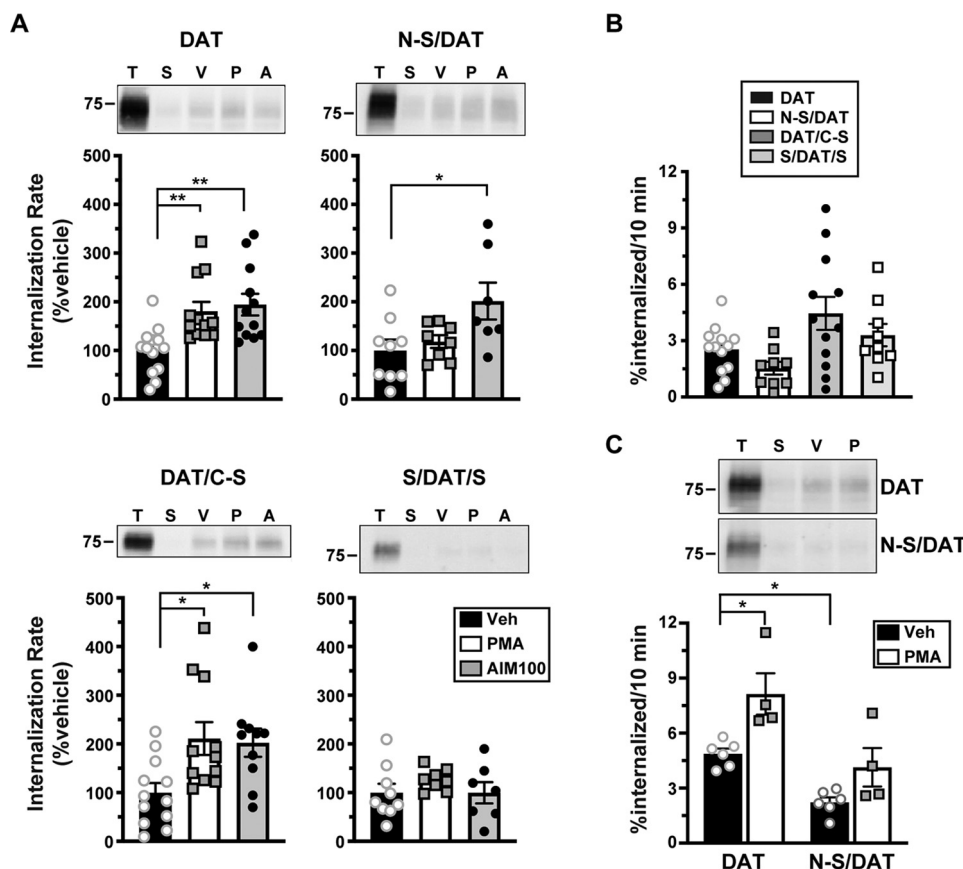 A
DAT
T S V P A
75
Internalization Rate
(%vehicle)
500
400
300
200
100
0
**
**
N-S/DAT
T S V P A
75
500
400
300
200
100
0
*
B
DAT
N-S/DAT
DAT/C-S
S/DAT/S
%internalized/10 min
12
9
6
3
0
DAT/C-S
T S V P A
75
Internalization Rate
(%vehicle)
500
400
300
200
100
0
*
*
S/DAT/S
T S V P A
75
500
400
300
200
100
0
Veh
PMA
AIM100
C
T S V P
75
DAT
75
N-S/DAT
%internalized/10 min
12
9
6
3
0
*
*
Veh
PMA
DAT N-S/DAT